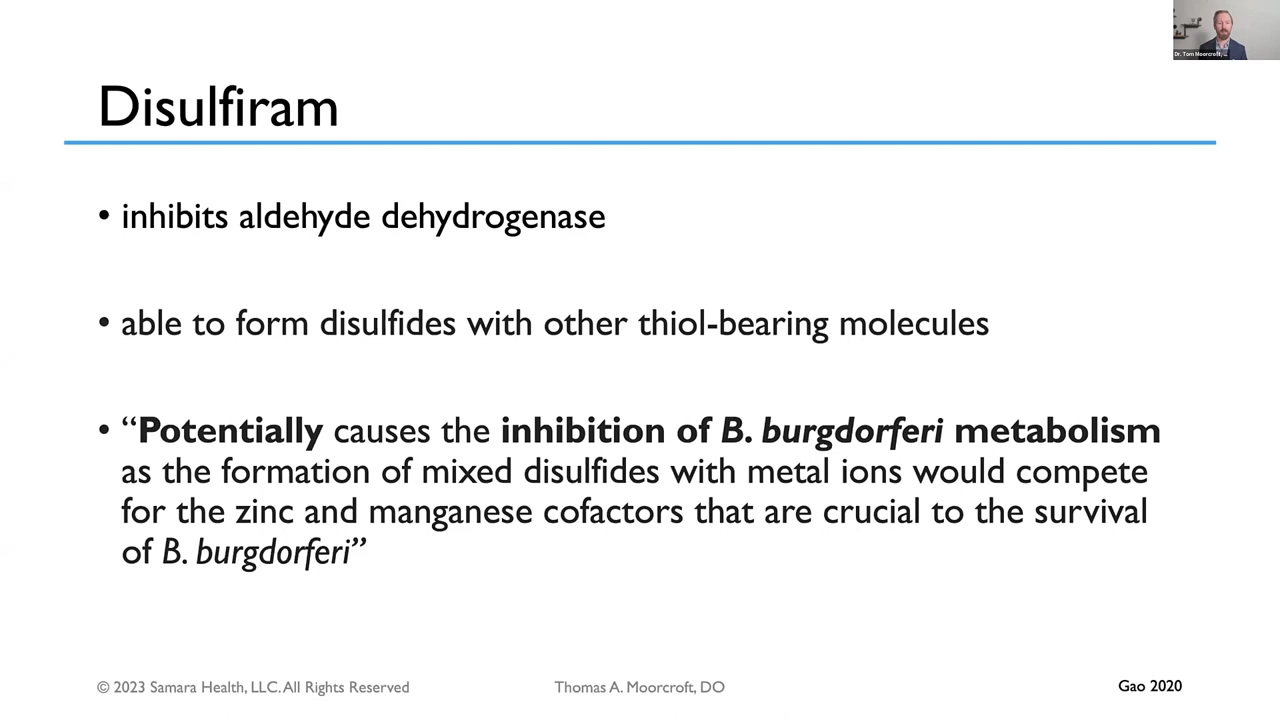 Dr. Tom Moorcroft, ...
Disulfiram
• inhibits aldehyde dehydrogenase
• able to form disulfides with other thiol-bearing molecules
• “Potentially causes the inhibition of B. burgdorferi metabolism
as the formation of mixed disulfides with metal ions would compete
for the zinc and manganese cofactors that are crucial to the survival
of B. burgdorferi”
© 2023 Samara Health, LLC. All Rights Reserved
Thomas A. Moorcroft, DO
Gao 2020